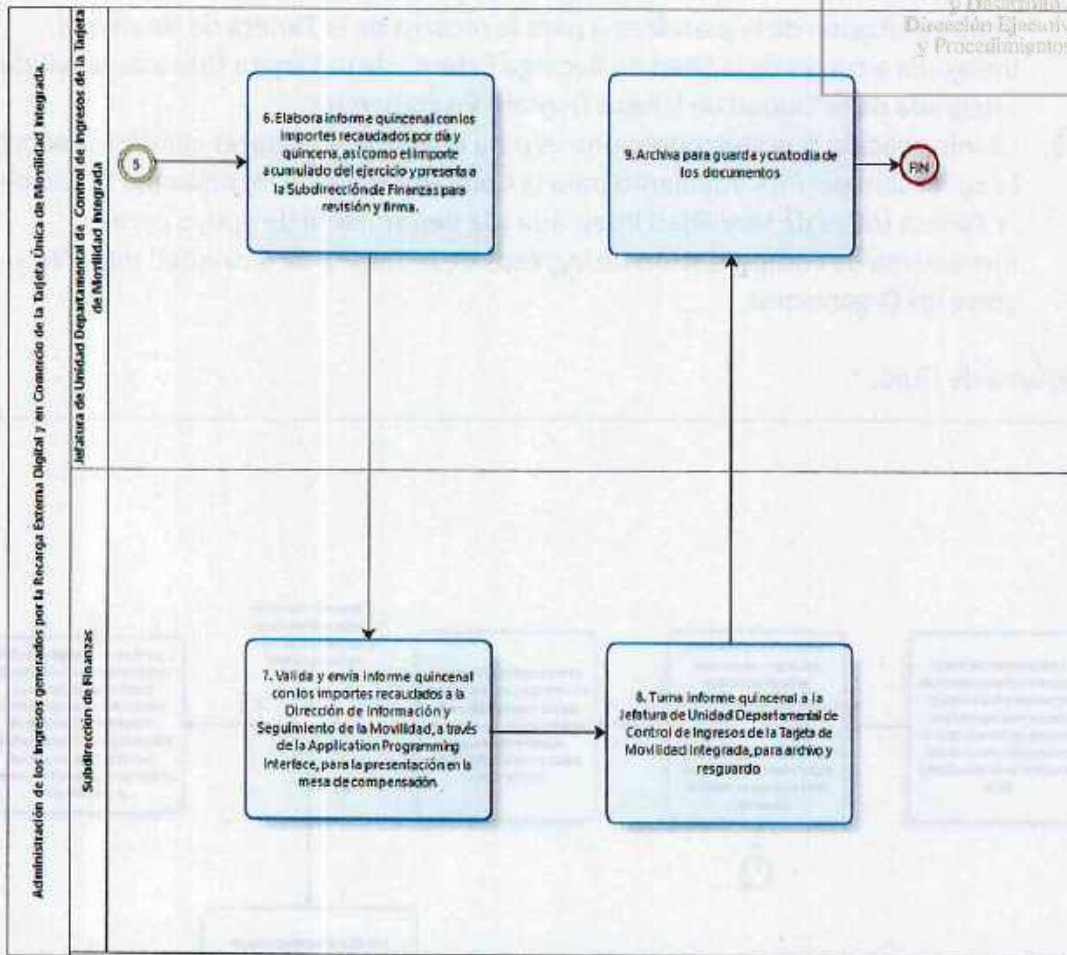 y Desarrollo
Dirección Ejecutiv
y Procedimientos
Administración de los Ingresos generados por la Recarga Externa Digital y en Comercio de la Tarjeta Única de Movilidad Integrada.
Jefatura de Unidad Departamental de Control de Ingresos de la Tarjeta
de Movilidad Integrada
5
6. Elabora informe quincenal con los
importes recaudados por día y
quincena, así como el importe
acumulado del ejercicio y presenta a
la Subdirección de Finanzas para
revisión y firma.
9. Archiva para guarda y custodia de
los documentos
FIN
Subdirección de Finanzas
7. Valida y envía informe quincenal
con los importes recaudados a la
Dirección de Información y
Seguimiento de la Movilidad, a través
de la Application Programming
Interface, para la presentación en la
mesa de compensación.
8. Turna informe quincenal a la
Jefatura de Unidad Departamental de
Control de Ingresos de la Tarjeta de
Movilidad Integrada, para archivo y
resguardo